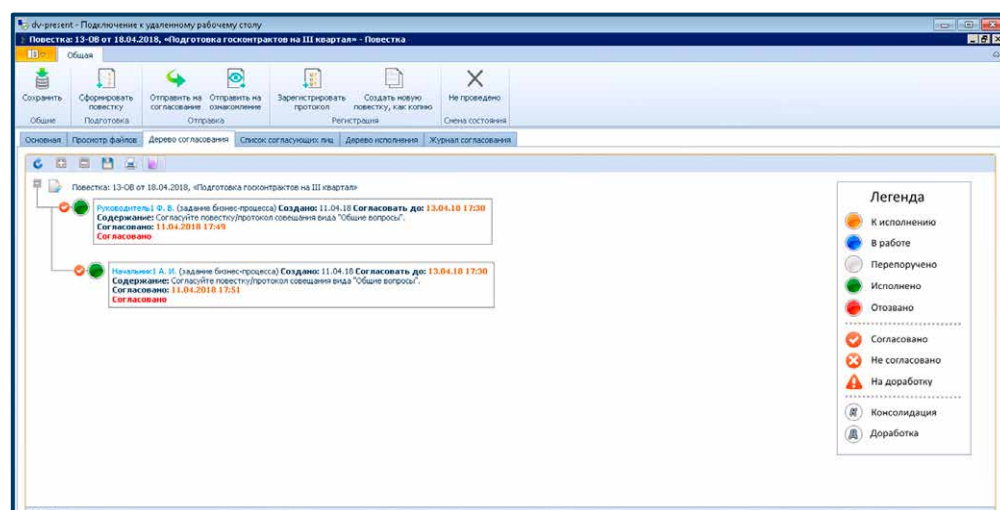 dv-present - Подключение к удаленному рабочему столу
Повестка: 13-ОВ от 18.04.2018, «Подготовка госконтрактов на III квартал» - Повестка
Общая
Сохранить
Сформировать повестку
Отправить на согласование
Отправить на ознакомление
Зарегистрировать протокол
Создать новую повестку, как копию
Не проведено
Общие
Подготовка
Отправка
Регистрация
Смена состояния
Основная
Просмотр файлов
Дерево согласования
Список согласующих лиц
Дерево исполнения
Журнал согласования
Повестка: 13-ОВ от 18.04.2018, «Подготовка госконтрактов на III квартал»
Руководитель1 Ф. В. (задание бизнес-процесса) Создано: 11.04.18 Согласовать до: 13.04.18 17:30
Содержание: Согласуйте повестку/протокол совещания вида "Общие вопросы".
Согласовано: 11.04.2018 17:49
Согласовано
Начальник1 А. И. (задание бизнес-процесса) Создано: 11.04.18 Согласовать до: 13.04.18 17:30
Содержание: Согласуйте повестку/протокол совещания вида "Общие вопросы".
Согласовано: 11.04.2018 17:51
Согласовано
Легенда
К исполнению
В работе
Перепоручено
Исполнено
Отозвано
Согласовано
Не согласовано
На доработку
Консолидация
Доработка